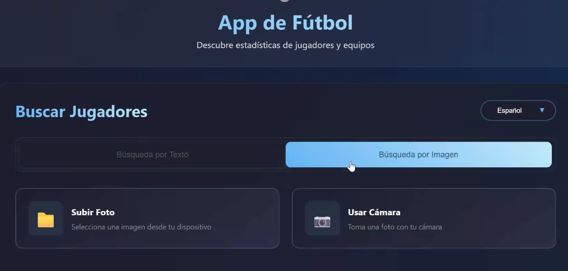 App de Fútbol
Descubre estadísticas de jugadores y equipos
Buscar Jugadores
Español
Búsqueda por Texto
Búsqueda por Imagen
Subir Foto
Selecciona una imagen desde tu dispositivo
Usar Cámara
Toma una foto con tu cámara